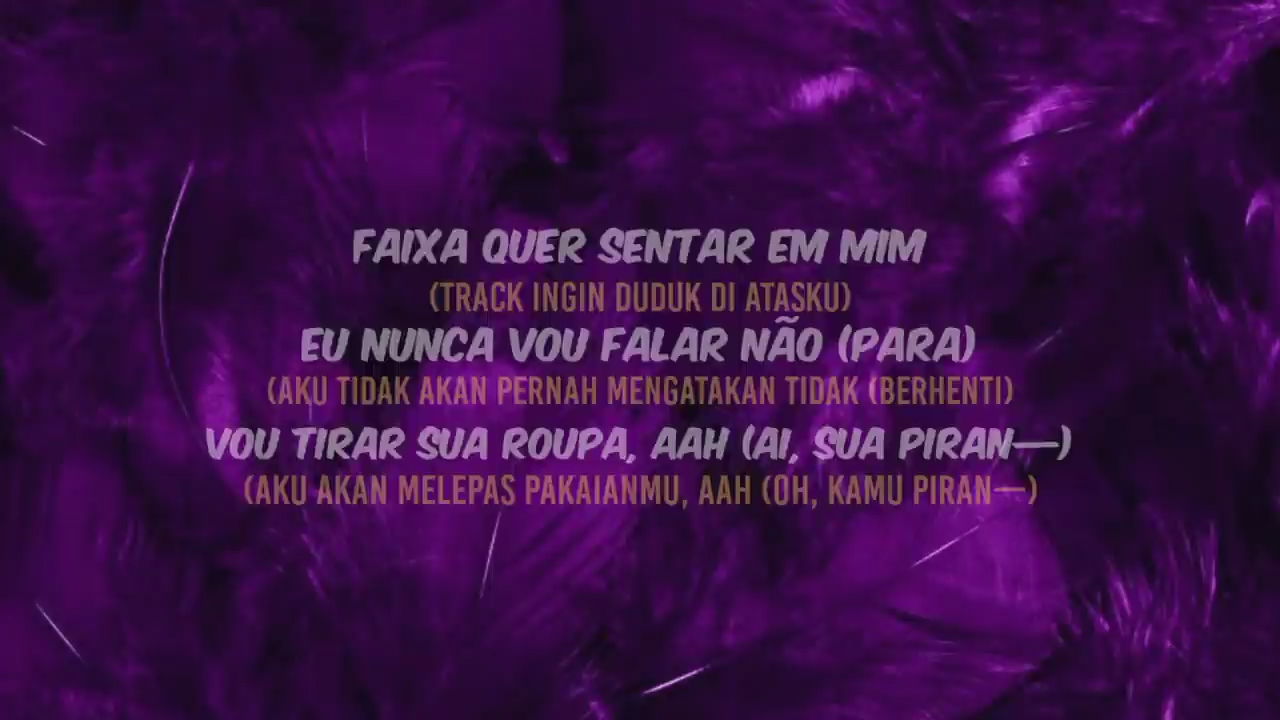 FAIXA QUER SENTAR EM MIM
(TRACK INGIN DUDUK DI ATASKU)
EU NUNCA VOU FALAR NÃO (PARA)
(AKU TIDAK AKAN PERNAH MENGATAKAN TIDAK (BERHENTI)
VOU TIRAR SUA ROUPA, AAH (AI, SUA PIRAN—)
(AKU AKAN MELEPAS PAKAIANMU, AAH (OH, KAMU PIRAN—)